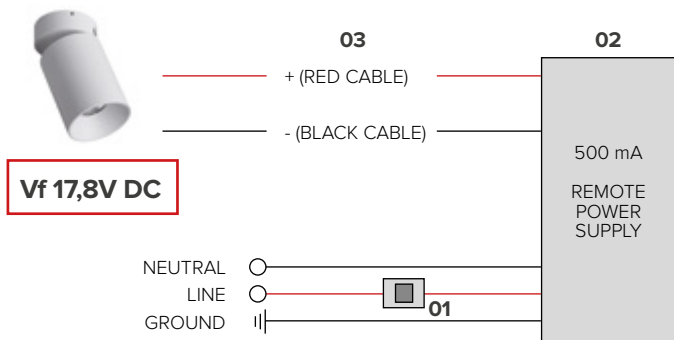 03
02
+ (RED CABLE)
- (BLACK CABLE)
500 mA
REMOTE
POWER
SUPPLY
Vf 17,8V DC
NEUTRAL
LINE
01
GROUND